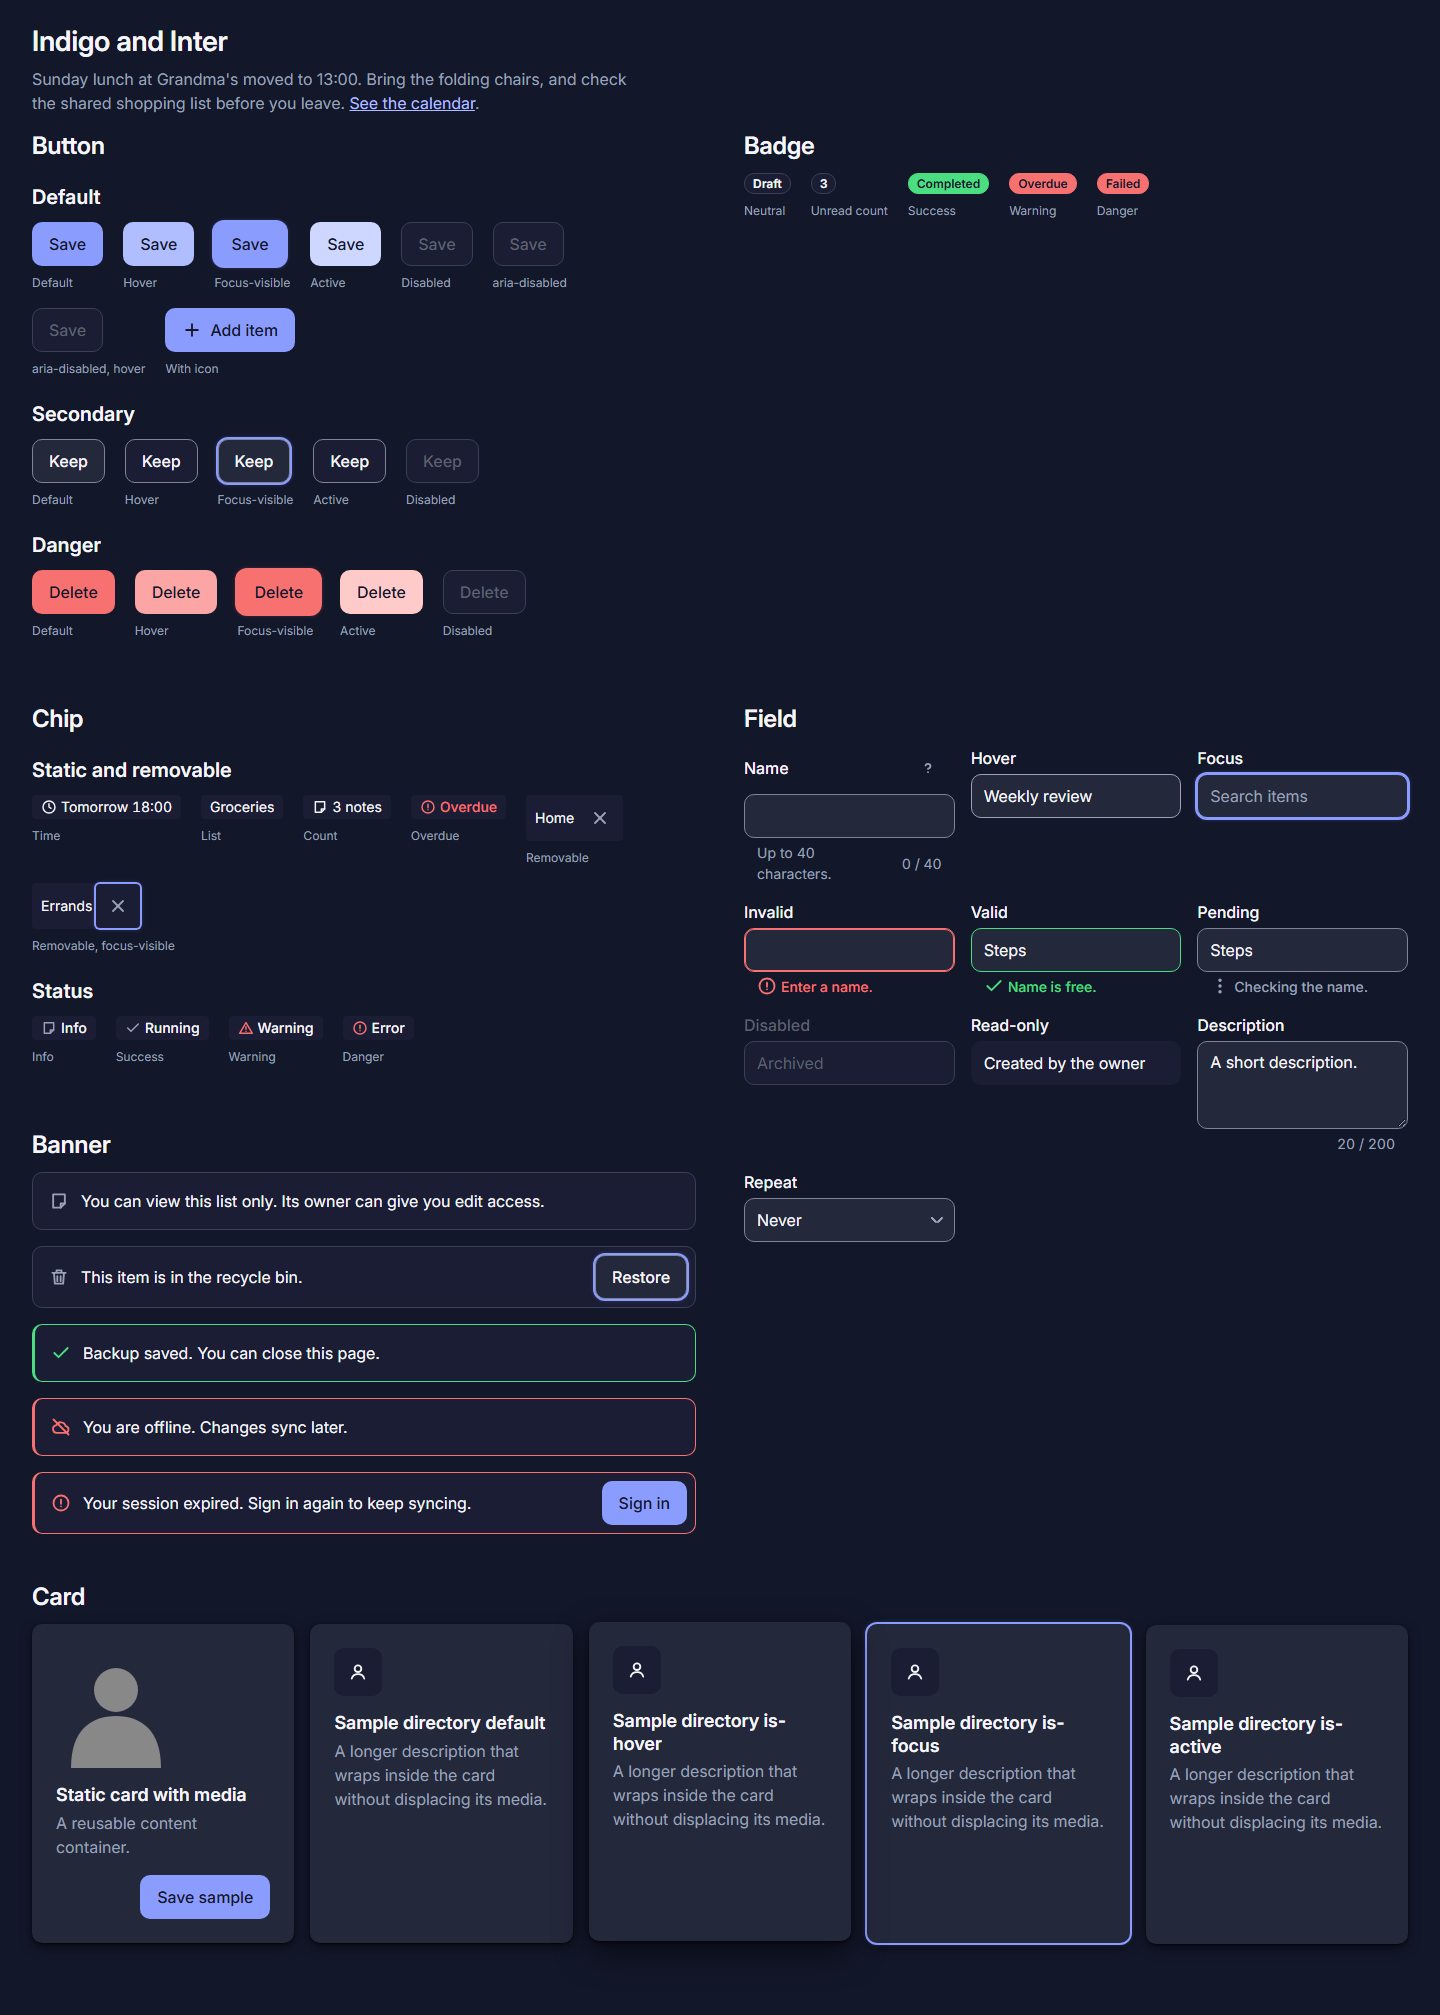 Indigo and Inter
Sunday lunch at Grandma's moved to 13:00. Bring the folding chairs, and check
the shared shopping list before you leave. See the calendar.
Button
Default
Save Save Save Save Save Save
Default Hover Focus-visible Active Disabled aria-disabled
Save Add item
aria-disabled, hover With icon
Secondary
Keep Keep Keep Keep Keep
Default Hover Focus-visible Active Disabled
Danger
Delete Delete Delete Delete Delete
Default Hover Focus-visible Active Disabled
Badge
Draft 3 Completed Overdue Failed
Neutral Unread count Success Warning Danger
Chip
Static and removable
Tomorrow 18:00 Groceries 3 notes Overdue Home
Time List Count Overdue Removable
Errands
Removable, focus-visible
Status
Info Running Warning Error
Info Success Warning Danger
Field
Name ? Hover Focus
Weekly review Search items
Up to 40
characters. 0 / 40
Invalid Valid Pending
Steps Steps
Enter a name. Name is free. Checking the name.
Disabled Read-only Description
Archived Created by the owner A short description.
20 / 200
Repeat
Never
Banner
You can view this list only. Its owner can give you edit access.
This item is in the recycle bin. Restore
Backup saved. You can close this page.
You are offline. Changes sync later.
Your session expired. Sign in again to keep syncing. Sign in
Card
Static card with media
A reusable content
container.
Save sample
Sample directory default
A longer description that
wraps inside the card
without displacing its media.
Sample directory is-
hover
A longer description that
wraps inside the card
without displacing its media.
Sample directory is-
focus
A longer description that
wraps inside the card
without displacing its media.
Sample directory is-
active
A longer description that
wraps inside the card
without displacing its media.